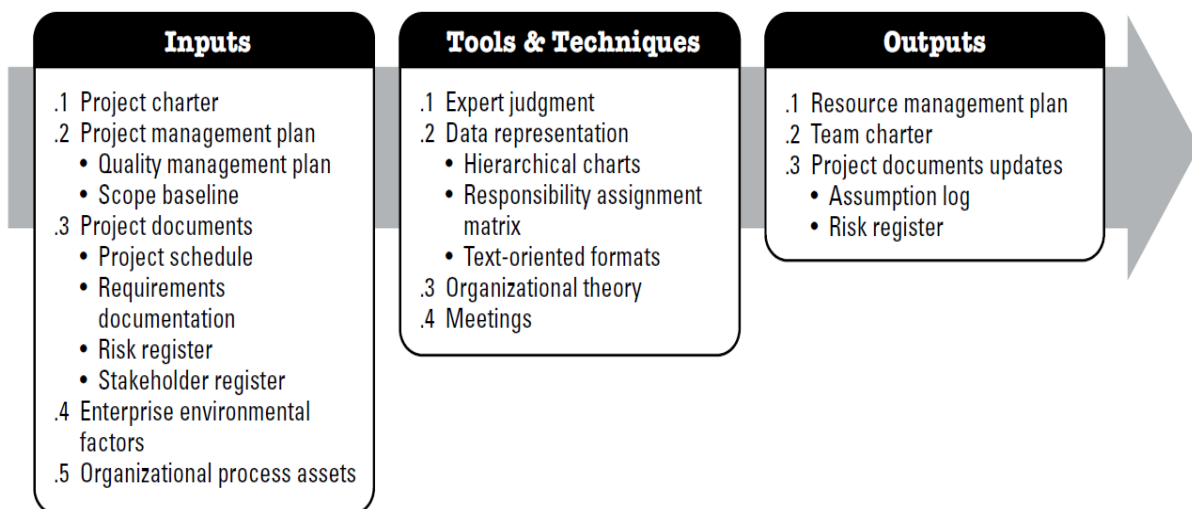 Inputs
.1 Project charter
.2 Project management plan
• Quality management plan
• Scope baseline
.3 Project documents
• Project schedule
• Requirements
documentation
• Risk register
• Stakeholder register
.4 Enterprise environmental
factors
.5 Organizational process assets
Tools & Techniques
.1 Expert judgment
.2 Data representation
• Hierarchical charts
• Responsibility assignment
matrix
• Text-oriented formats
.3 Organizational theory
.4 Meetings
Outputs
.1 Resource management plan
.2 Team charter
.3 Project documents updates
• Assumption log
• Risk register